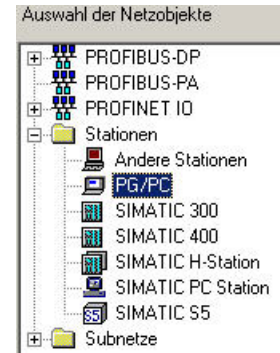 Auswahl der Netzobjekte
PROFIBUS-DP
PROFIBUS-PA
PROFINET IO
Stationen
Andere Stationen
PG/PC
SIMATIC 300
SIMATIC 400
SIMATIC H-Station
SIMATIC PC Station
S5 SIMATIC S5
Subnetze